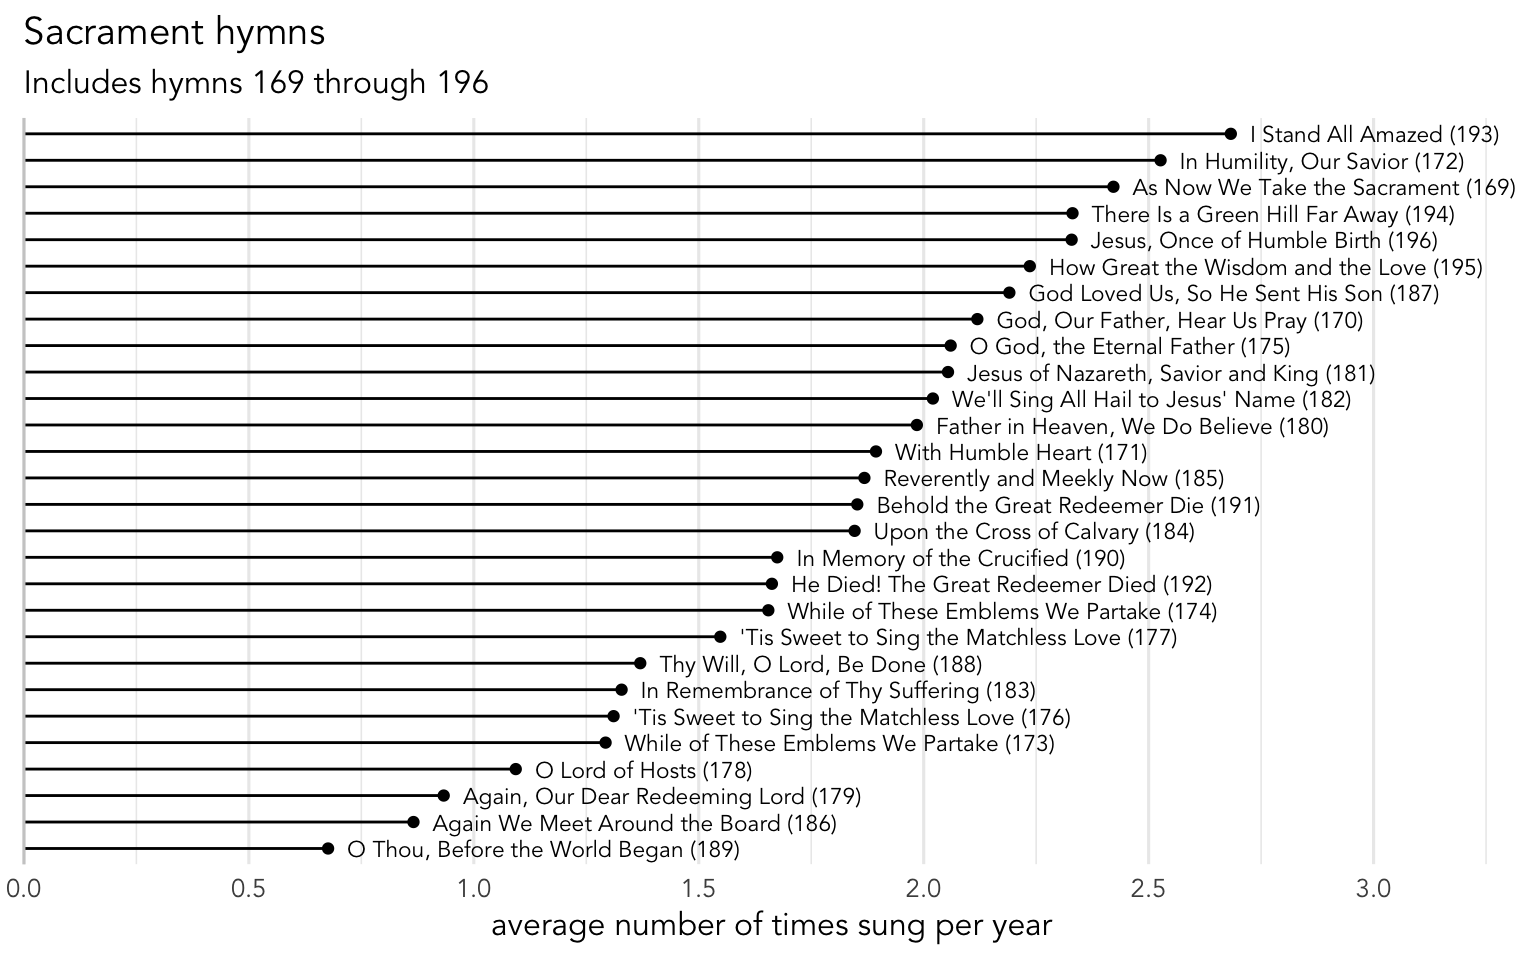 Sacrament hymns
Includes hymns 169 through 196
I Stand All Amazed (193)
In Humility, Our Savior (172)
As Now We Take the Sacrament (169)
There Is a Green Hill Far Away (194)
Jesus, Once of Humble Birth (196)
How Great the Wisdom and the Love (195)
God Loved Us, So He Sent His Son (187)
God, Our Father, Hear Us Pray (170)
O God, the Eternal Father (175)
Jesus of Nazareth, Savior and King (181)
We'll Sing All Hail to Jesus' Name (182)
Father in Heaven, We Do Believe (180)
With Humble Heart (171)
Reverently and Meekly Now (185)
Behold the Great Redeemer Die (191)
Upon the Cross of Calvary (184)
In Memory of the Crucified (190)
He Died! The Great Redeemer Died (192)
While of These Emblems We Partake (174)
'Tis Sweet to Sing the Matchless Love (177)
Thy Will, O Lord, Be Done (188)
In Remembrance of Thy Suffering (183)
'Tis Sweet to Sing the Matchless Love (176)
While of These Emblems We Partake (173)
O Lord of Hosts (178)
Again, Our Dear Redeeming Lord (179)
Again We Meet Around the Board (186)
O Thou, Before the World Began (189)
0.0 0.5 1.0 1.5 2.0 2.5 3.0
average number of times sung per year